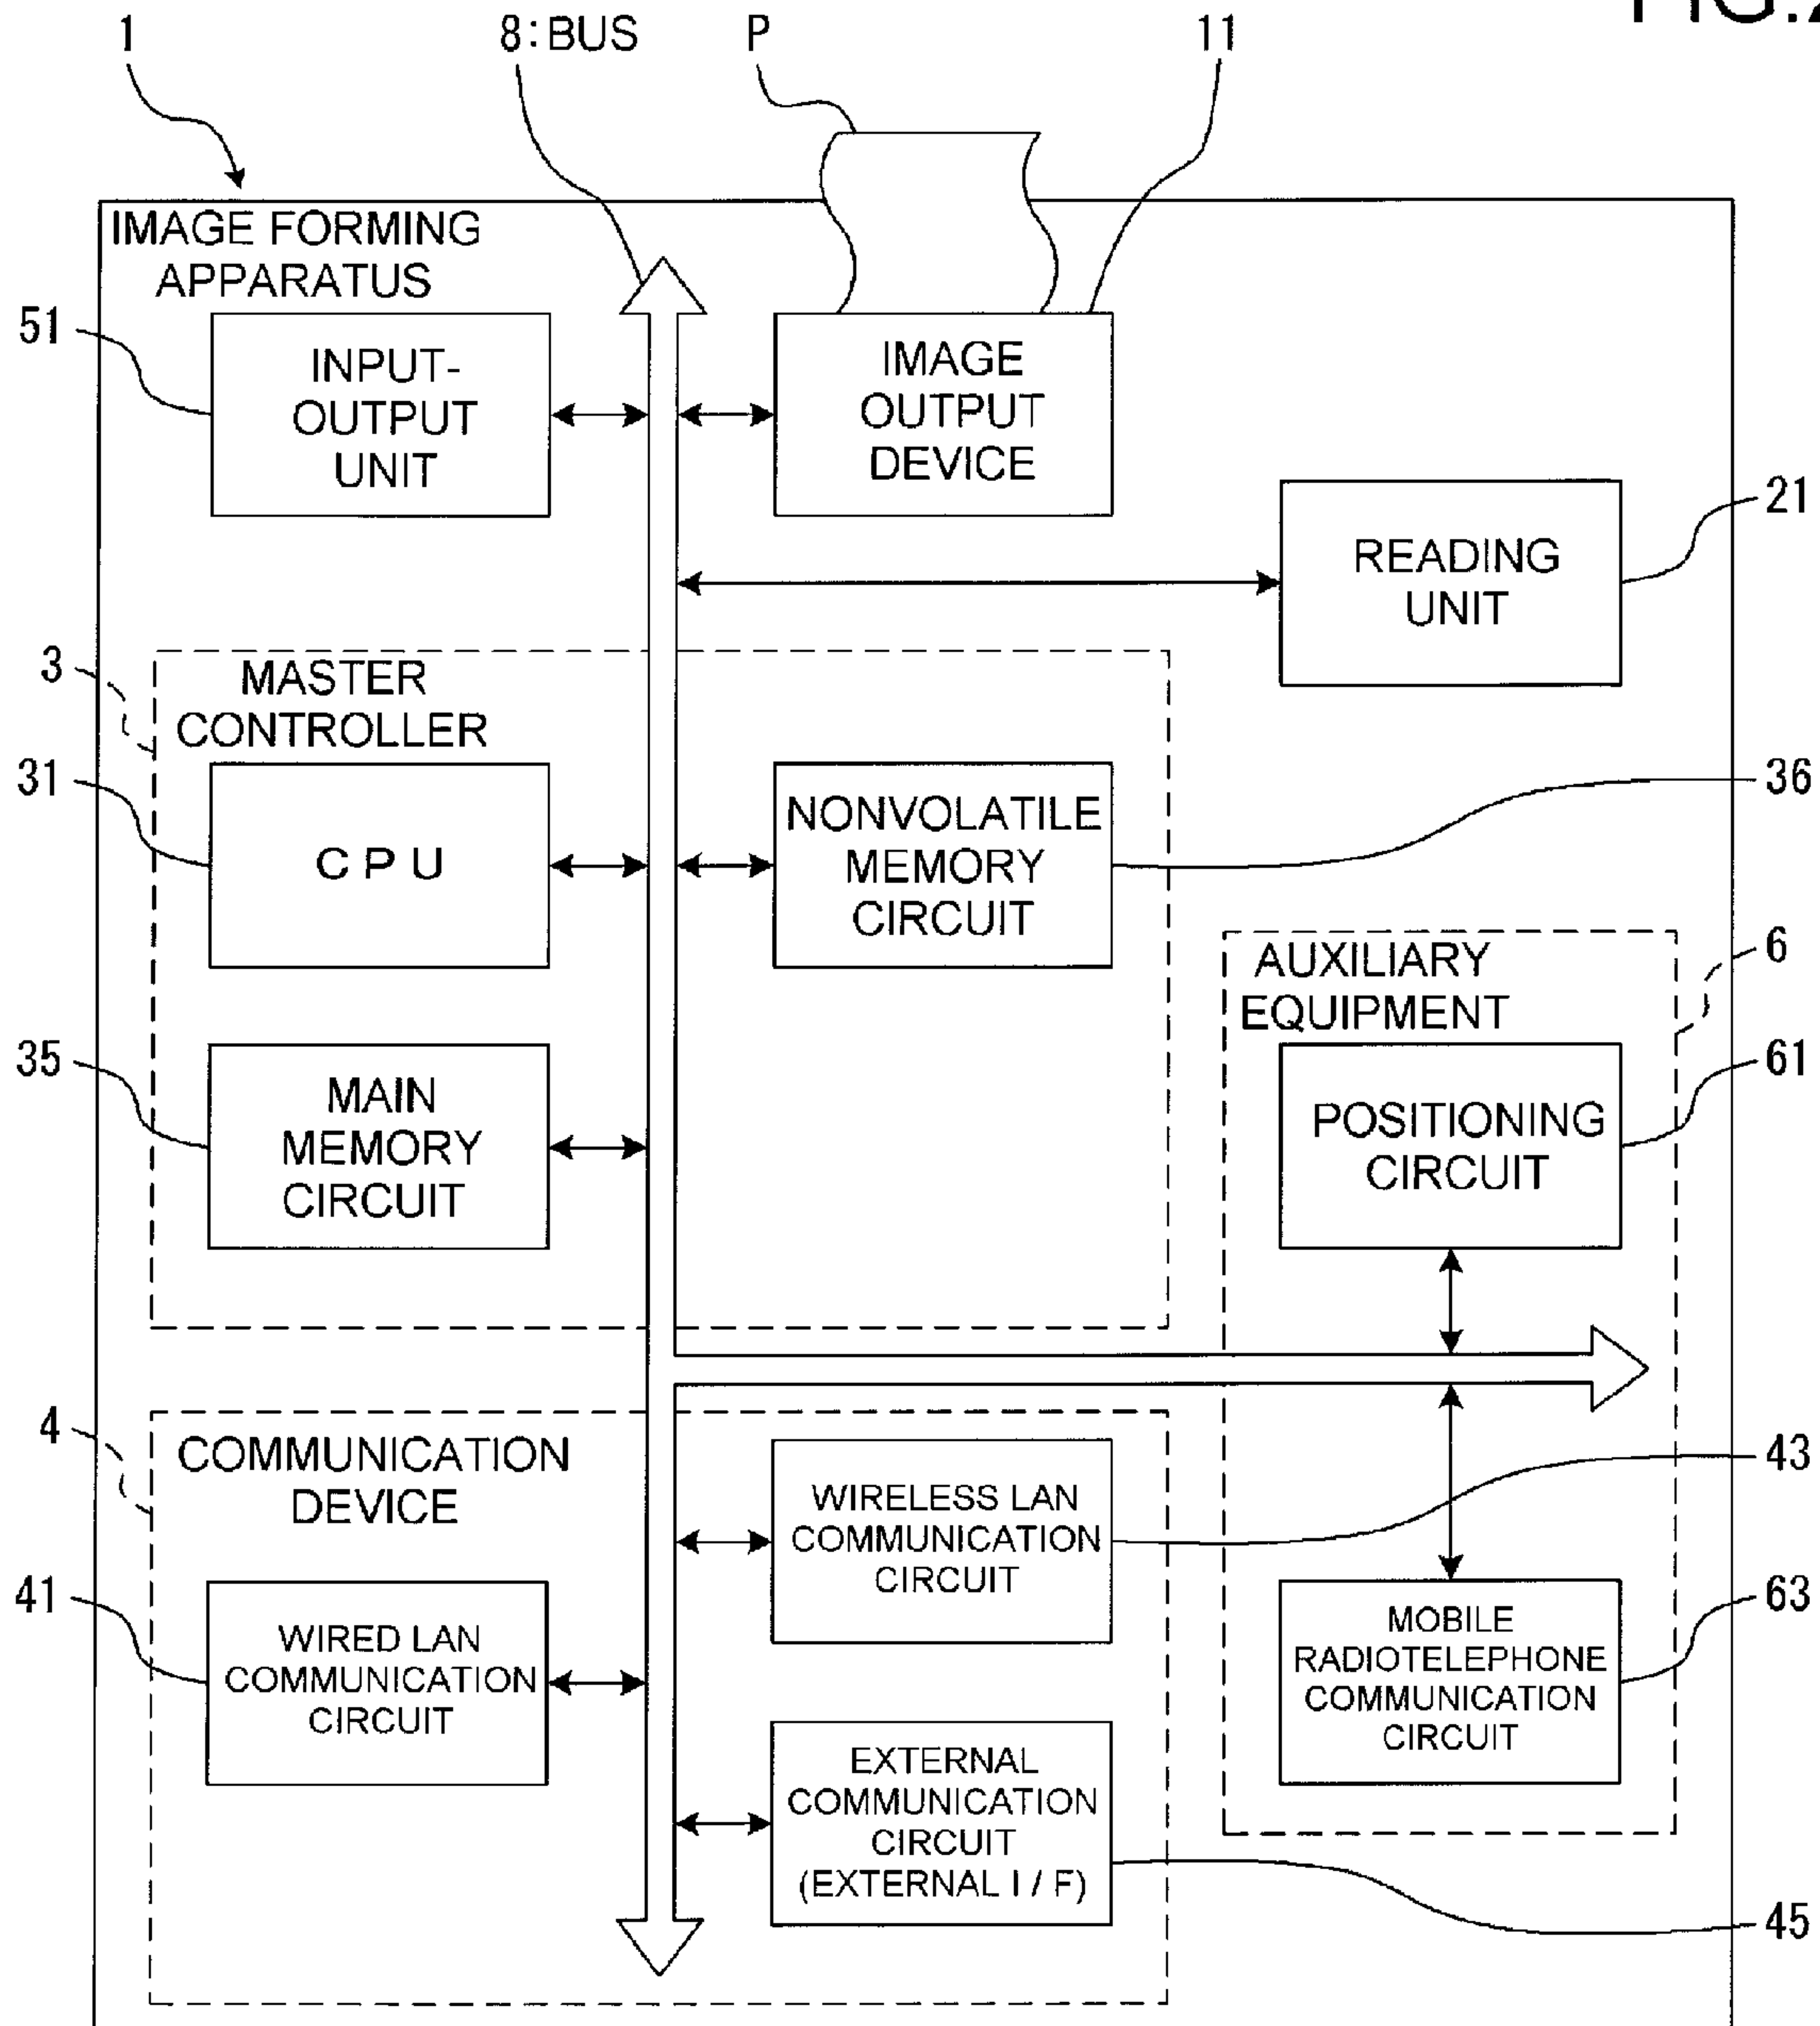 FIG.2
1
8:BUS
P
11
IMAGE FORMING
APPARATUS
51
INPUT-
OUTPUT
UNIT
IMAGE
OUTPUT
DEVICE
21
READING
UNIT
3
MASTER
CONTROLLER
31
CPU
NONVOLATILE
MEMORY
CIRCUIT
36
AUXILIARY
EQUIPMENT
6
35
MAIN
MEMORY
CIRCUIT
POSITIONING
CIRCUIT
61
4
COMMUNICATION
DEVICE
WIRELESS LAN
COMMUNICATION
CIRCUIT
43
41
WIRED LAN
COMMUNICATION
CIRCUIT
MOBILE
RADIOTELEPHONE
COMMUNICATION
CIRCUIT
63
EXTERNAL
COMMUNICATION
CIRCUIT
(EXTERNAL I / F)
45